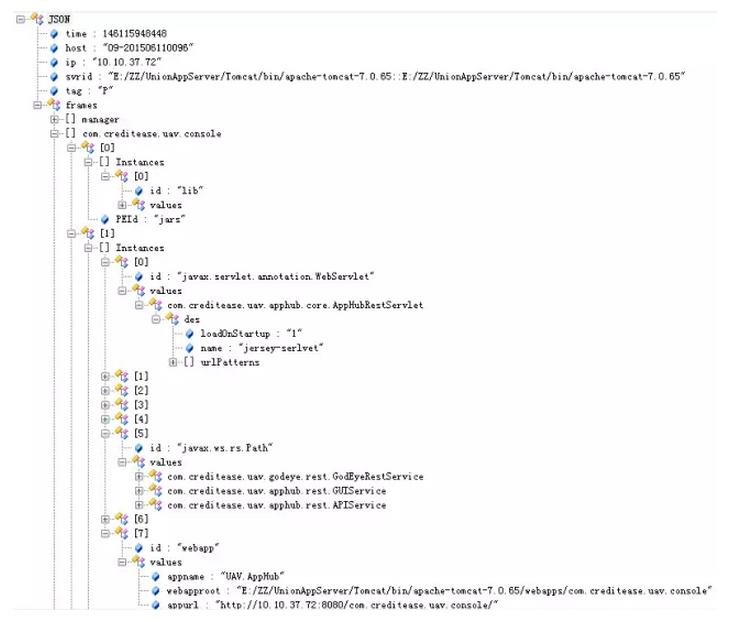 JSON
time : 146115948448
host : "09-201506110096"
ip : "10.10.37.72"
svrid : "E:/ZZ/UnionAppServer/Tomcat/bin/apache-tomcat-7.0.65::E:/ZZ/UnionAppServer/Tomcat/bin/apache-tomcat-7.0.65"
tag : "P"
frames
[] manager
[] com.creditease.uav.console
[0]
[] Instances
[0]
id : "lib"
values
PEId : "jars"
[1]
[] Instances
[0]
id : "javax.servlet.annotation.WebServlet"
values
com.creditease.uav.apphub.core.AppHubRestServlet
des
loadOnStartup : "1"
name : "jersey-serlvet"
[] urlPatterns
[1]
[2]
[3]
[4]
[5]
id : "javax.ws.rs.Path"
values
com.creditease.uav.godeye.rest.GodEyeRestService
com.creditease.uav.apphub.rest.GUIService
com.creditease.uav.apphub.rest.APIService
[6]
[7]
id : "webapp"
values
appname : "UAV.AppHub"
webapproot : "E:/ZZ/UnionAppServer/Tomcat/bin/apache-tomcat-7.0.65/webapps/com.creditease.uav.console"
appurl : "http://10.10.37.72:8080/com.creditease.uav.console/"